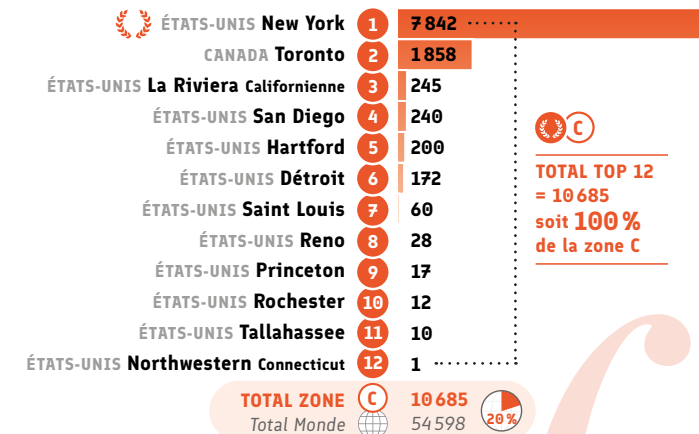 ÉTATS-UNIS New York 1 7 842
CANADA Toronto 2 1 858
ÉTATS-UNIS La Riviera Californienne 3 245
ÉTATS-UNIS San Diego 4 240
ÉTATS-UNIS Hartford 5 200
ÉTATS-UNIS Détroit 6 172
ÉTATS-UNIS Saint Louis 7 60
ÉTATS-UNIS Reno 8 28
ÉTATS-UNIS Princeton 9 17
ÉTATS-UNIS Rochester 10 12
ÉTATS-UNIS Tallahassee 11 10
ÉTATS-UNIS Northwestern Connecticut 12 1
C
TOTAL TOP 12
= 10 685
soit 100 %
de la zone C
TOTAL ZONE C 10 685
Total Monde 54 598
20 %